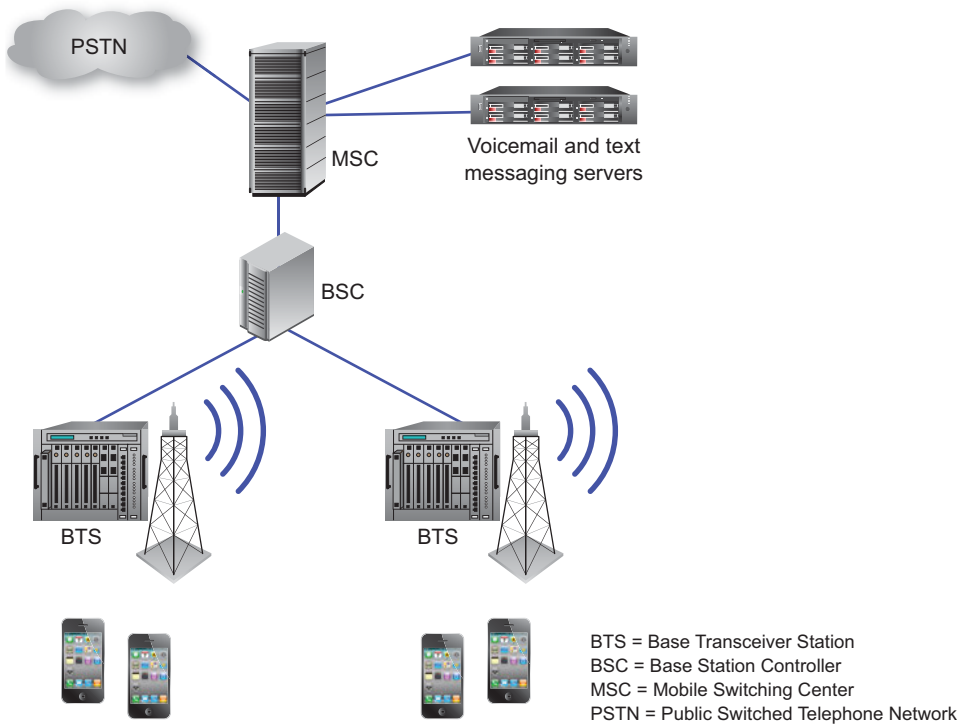 PSTN
MSC
Voicemail and text
messaging servers
BSC
BTS
BTS
BTS = Base Transceiver Station
BSC = Base Station Controller
MSC = Mobile Switching Center
PSTN = Public Switched Telephone Network